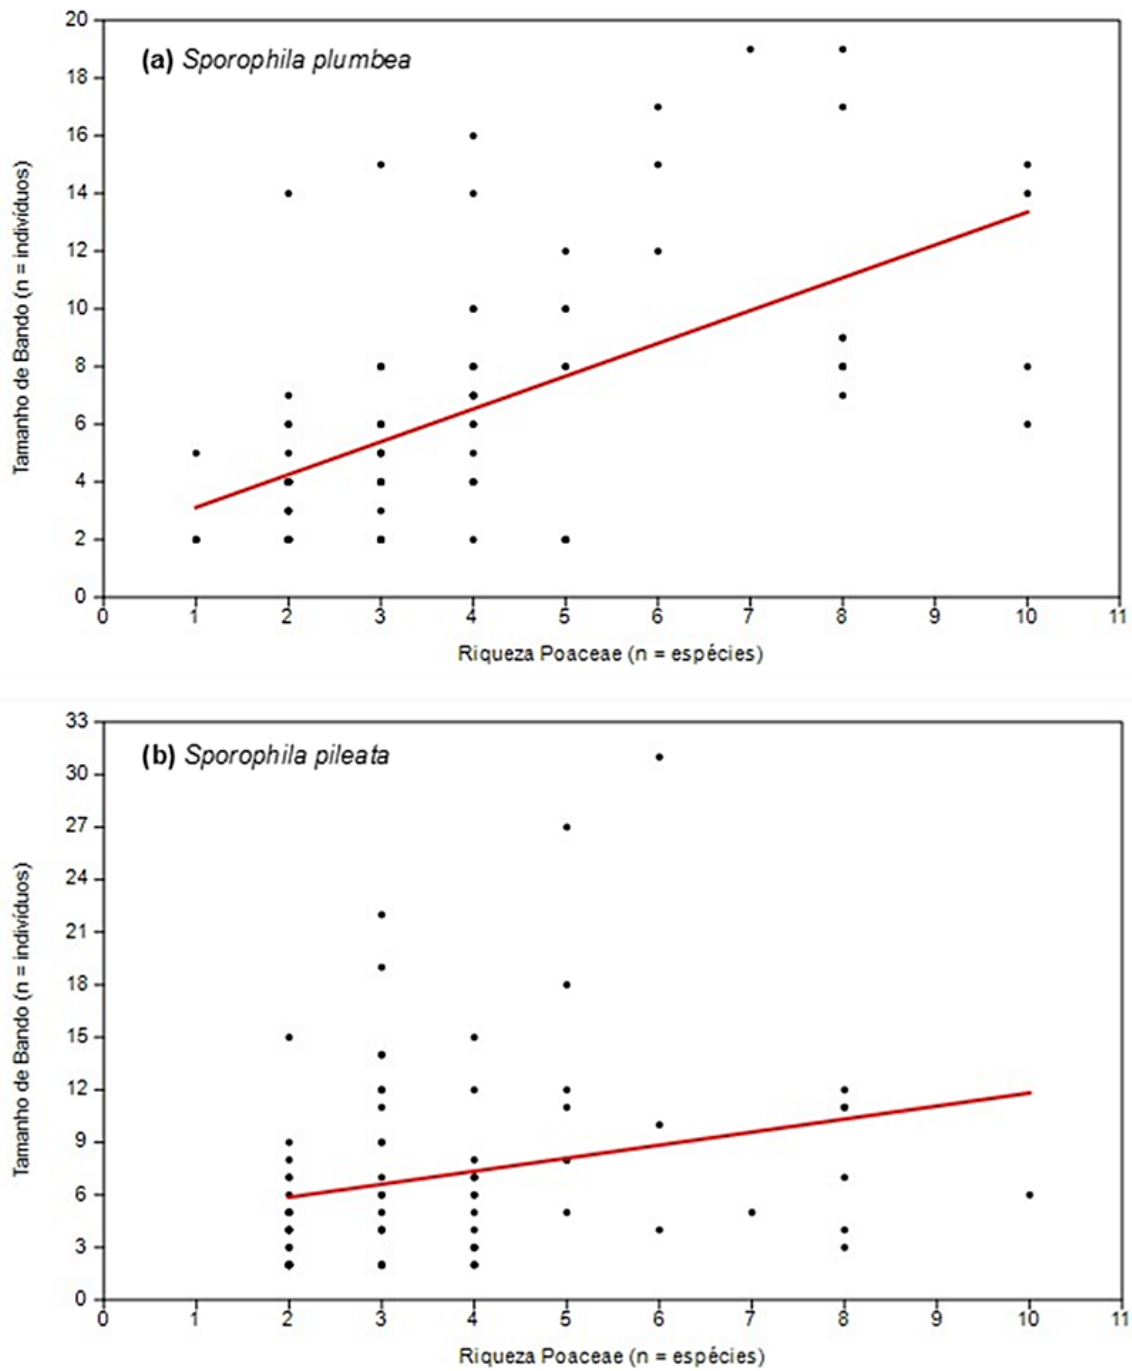 (a) Sporophila plumbea
Tamanho de Bando (n = indivíduos)
20
18
16
14
12
10
8
6
4
2
0
0 1 2 3 4 5 6 7 8 9 10 11
Riqueza Poaceae (n = espécies)
(b) Sporophila pileata
Tamanho de Bando (n = indivíduos)
33
30
27
24
21
18
15
12
9
6
3
0
0 1 2 3 4 5 6 7 8 9 10 11
Riqueza Poaceae (n = espécies)